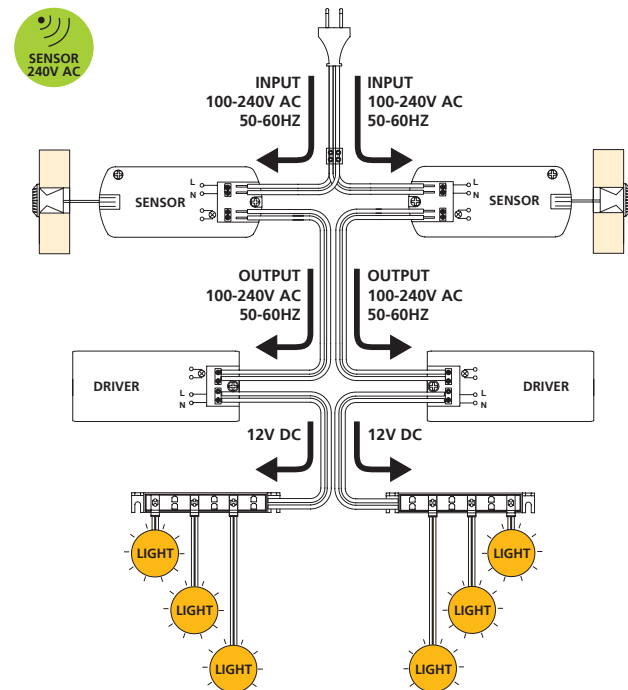 SENSOR
240V AC
INPUT
100-240V AC
50-60HZ
INPUT
100-240V AC
50-60HZ
SENSOR
L
N
L
N
SENSOR
OUTPUT
100-240V AC
50-60HZ
OUTPUT
100-240V AC
50-60HZ
DRIVER
L
N
L
N
DRIVER
12V DC
12V DC
LIGHT
LIGHT
LIGHT
LIGHT
LIGHT
LIGHT